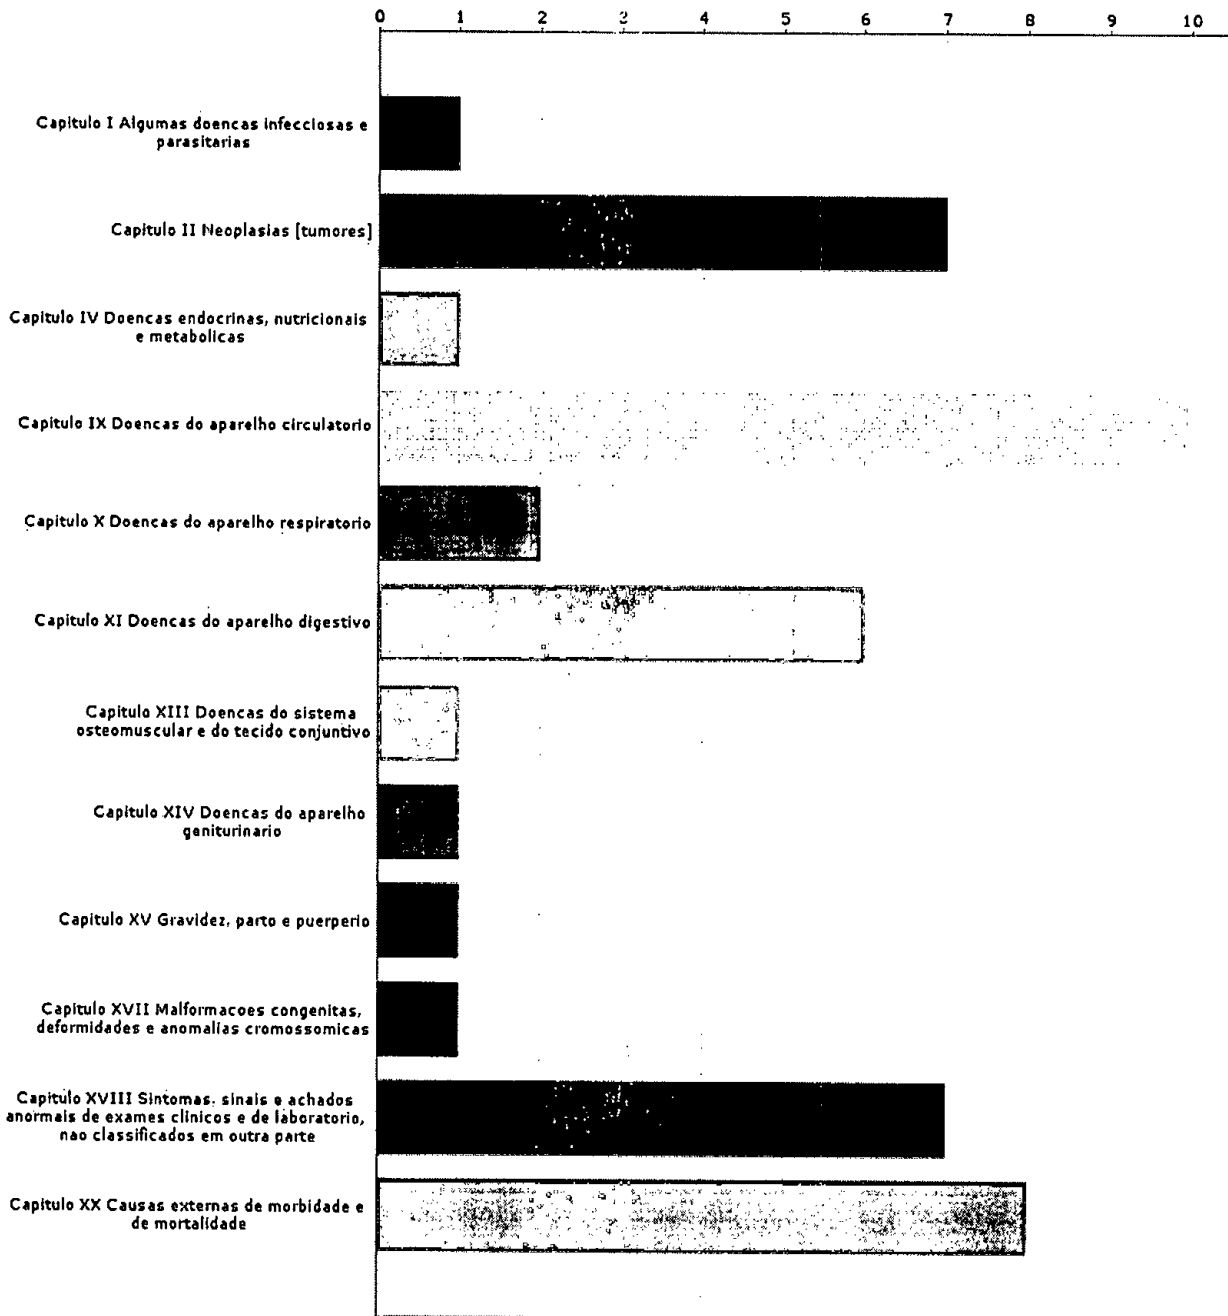 0 1 2 3 4 5 6 7 8 9 10
Capitulo I Algumas doencas infecciosas e
parasitarias
Capitulo II Neoplasias [tumores]
Capitulo IV Doencas endocrinas, nutricionais
e metabolicas
Capitulo IX Doencas do aparelho circulatorio
Capitulo X Doencas do aparelho respiratorio
Capitulo XI Doencas do aparelho digestivo
Capitulo XIII Doencas do sistema
osteomuscular e do tecido conjuntivo
Capitulo XIV Doencas do aparelho
geniturinario
Capitulo XV Gravidez, parto e puerperio
Capitulo XVII Malformacoes congenitas,
deformidades e anomalias cromossomicas
Capitulo XVIII Sintomas, sinais e achados
anormais de exames clinicos e de laboratorio,
nao classificados em outra parte
Capitulo XX Causas externas de morbidade e
de mortalidade